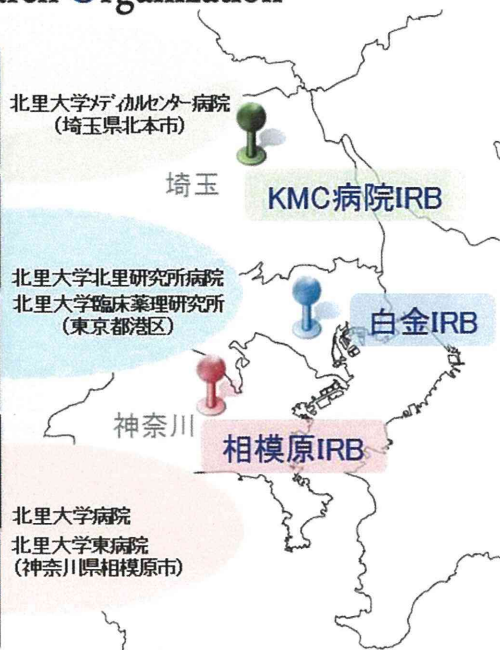 Organization
北里大学ﾒﾃﾞｨｶﾙｾﾝﾀｰ病院
(埼玉県北本市)
埼玉
KMC病院IRB
北里大学北里研究所病院
北里大学臨床薬理研究所
(東京都港区)
白金IRB
神奈川
相模原IRB
北里大学病院
北里大学東病院
(神奈川県相模原市)